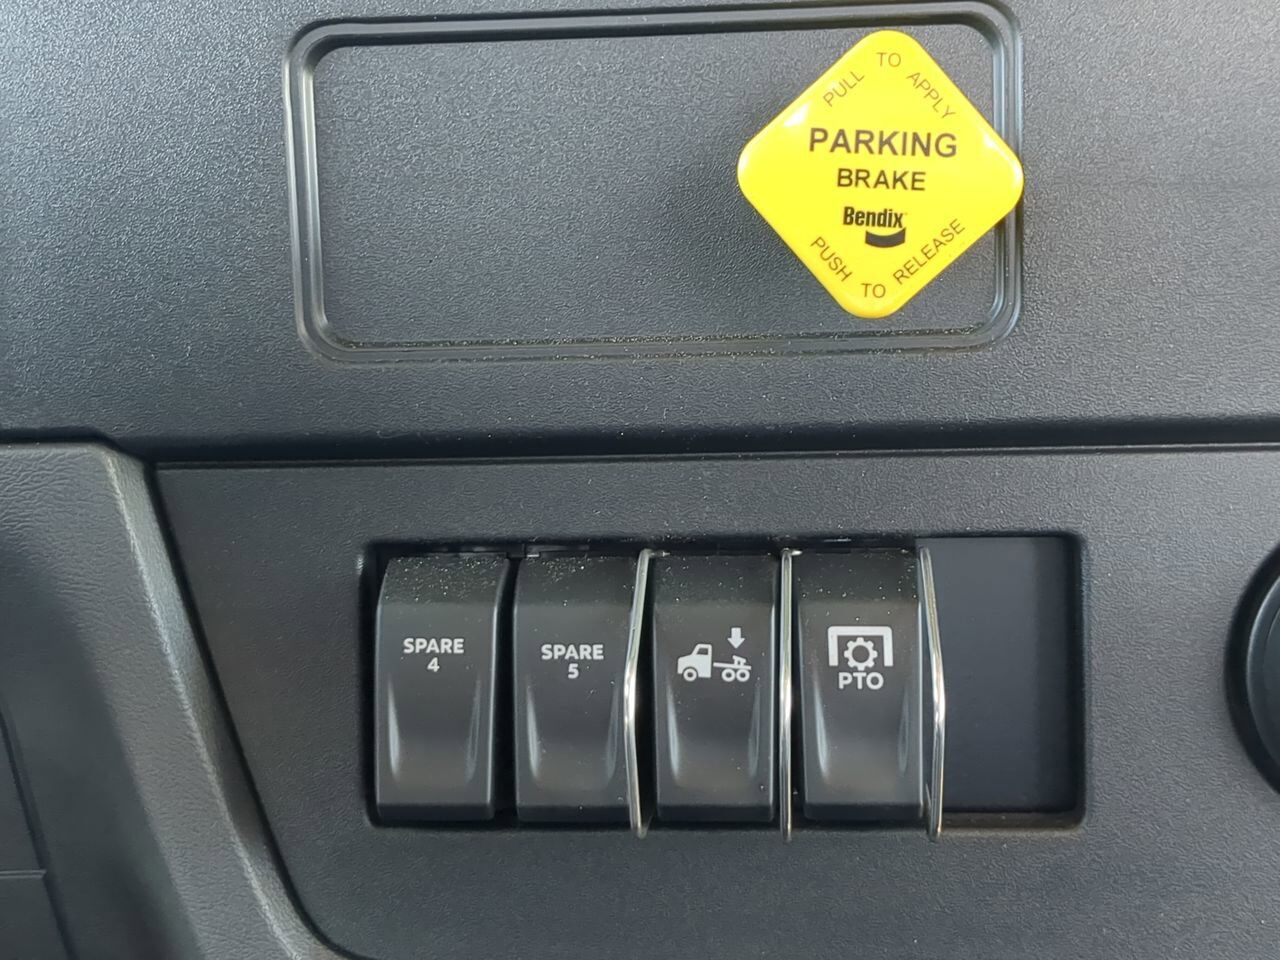 PULL TO APPLY
PARKING
BRAKE
Bendix
PUSH TO RELEASE
SPARE
4
SPARE
5
PTO